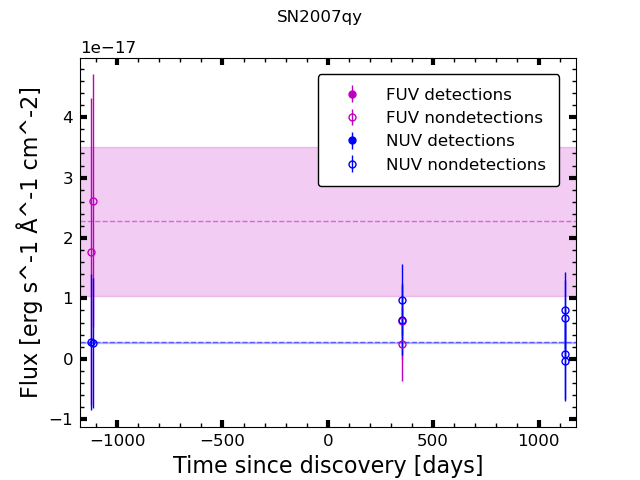 SN2007qy
1e−17
FUV detections
FUV nondetections
NUV detections
NUV nondetections
4
3
2
1
0
−1
Flux [erg s^-1 Å^-1 cm^-2]
−1000
−500
0
500
1000
Time since discovery [days]